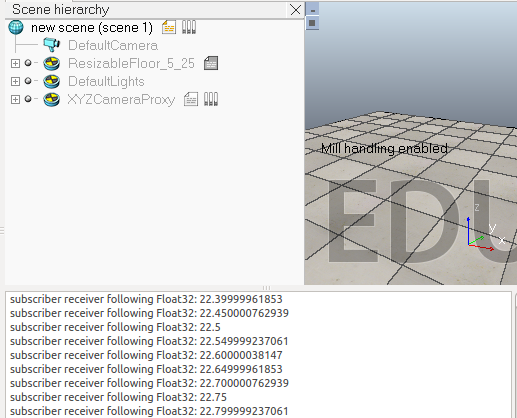 Scene hierarchy
new scene (scene 1)
DefaultCamera
ResizableFloor_5_25
DefaultLights
XYZCameraProxy
Mill handling enabled
EDU
z
y
x
subscriber receiver following Float32: 22.39999961853
subscriber receiver following Float32: 22.450000762939
subscriber receiver following Float32: 22.5
subscriber receiver following Float32: 22.549999237061
subscriber receiver following Float32: 22.60000038147
subscriber receiver following Float32: 22.64999961853
subscriber receiver following Float32: 22.700000762939
subscriber receiver following Float32: 22.75
subscriber receiver following Float32: 22.799999237061